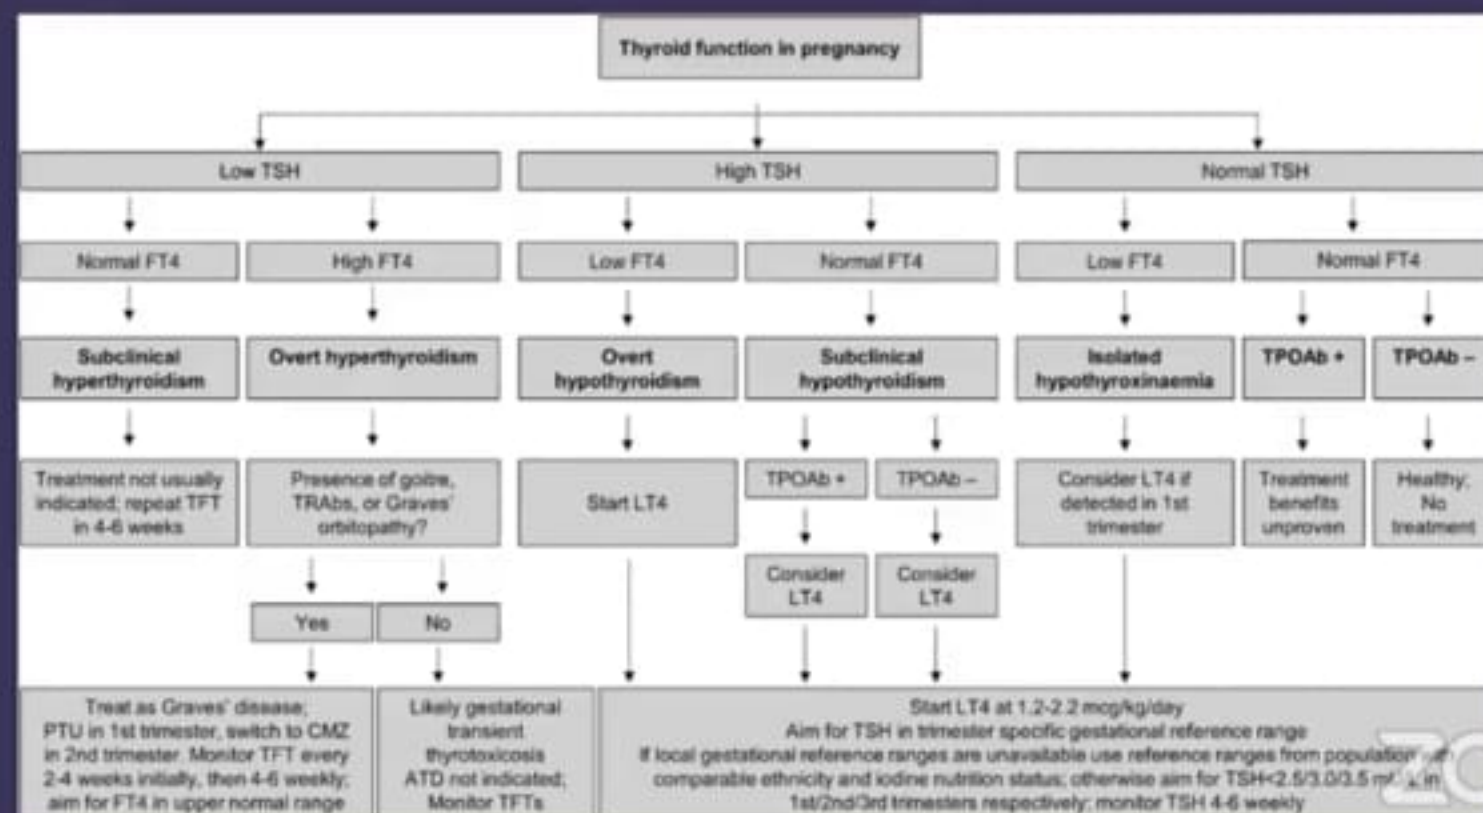 Thyroid function in pregnancy
Low TSH
High TSH
Normal TSH
Normal FT4
High FT4
Low FT4
Normal FT4
Low FT4
Normal FT4
Subclinical
hyperthyroidism
Overt hyperthyroidism
Overt
hypothyroidism
Subclinical
hypothyroidism
Isolated
hypothyroxinaemia
TPOAb +
TPOAb –
Treatment not usually
indicated; repeat TFT
in 4-6 weeks
Presence of goitre,
TRAbs, or Graves'
orbitopathy?
Start LT4
TPOAb +
TPOAb –
Consider LT4 if
detected in 1st
trimester
Treatment
benefits
unproven
Healthy;
No
treatment
Consider
LT4
Consider
LT4
Yes
No
Treat as Graves' disease;
PTU in 1st trimester, switch to CMZ
in 2nd trimester. Monitor TFT every
2-4 weeks initially, then 4-6 weekly;
aim for FT4 in upper normal range
Likely gestational
transient
thyrotoxicosis
ATD not indicated;
Monitor TFTs
Start LT4 at 1.2-2.2 mcg/kg/day
Aim for TSH in trimester specific gestational reference range
If local gestational reference ranges are unavailable use reference ranges from population
comparable ethnicity and iodine nutrition status; otherwise aim for TSH<2.5/3.0/3.5 in
1st/2nd/3rd trimesters respectively; monitor TSH 4-6 weekly